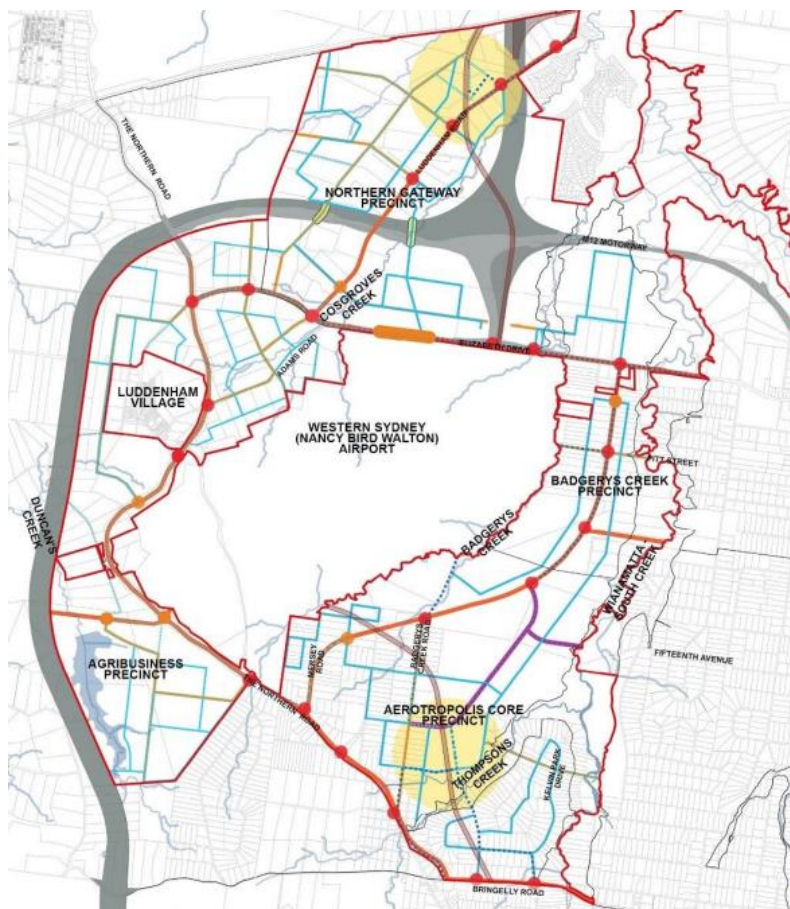 THE NORTHERN ROAD
LUDDENHAM ROAD
NORTHERN GATEWAY
PRECINCT
M12 MOTORWAY
COSGROVES
CREEK
ELIZABETH DRIVE
ADAMS ROAD
LUDDENHAM
VILLAGE
WESTERN SYDNEY
(NANCY BIRD WALTON)
AIRPORT
PITT STREET
BADGERYS CREEK
PRECINCT
DUNCAN'S
CREEK
BADGERYS
CREEK
WIANAMATTA
SOUTH CREEK
MERSEY
ROAD
BADGERYS
CREEK ROAD
FIFTEENTH AVENUE
AGRIBUSINESS
PRECINCT
THE NORTHERN ROAD
AEROTROPOLIS CORE
PRECINCT
THOMPSONS
CREEK
KELVIN PARK
DRIVE
BRINGELLY ROAD